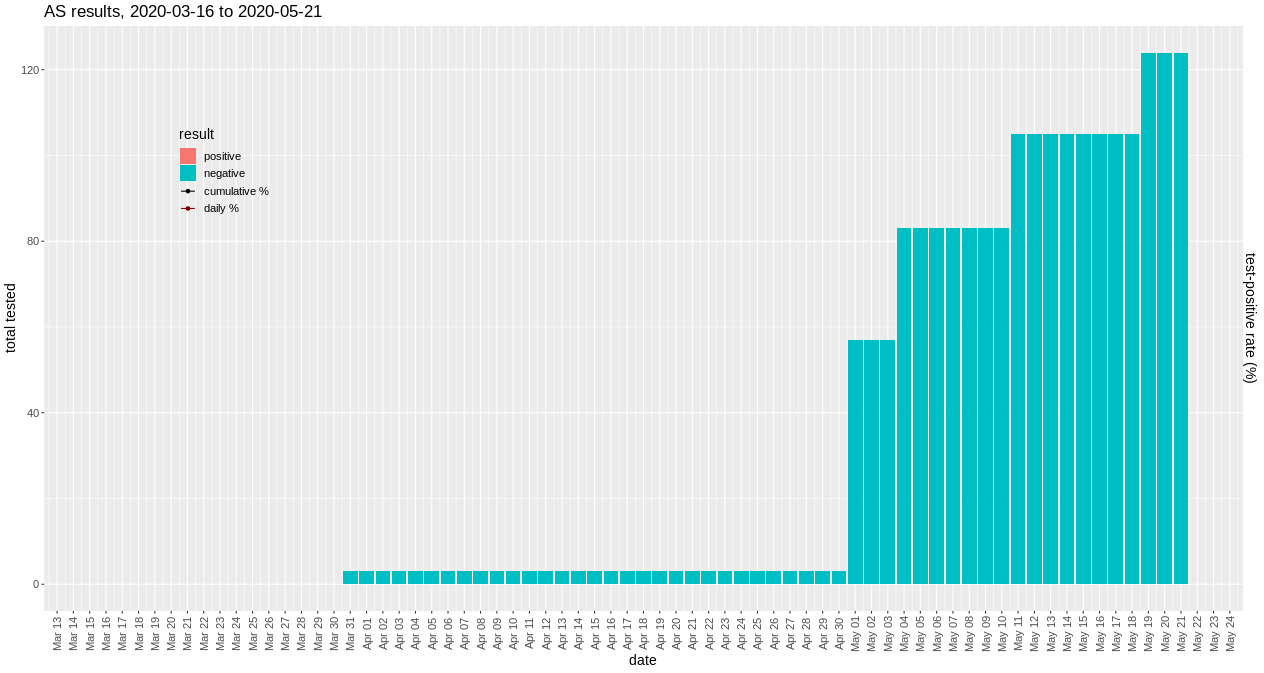 AS results, 2020-03-16 to 2020-05-21
120
80
40
0
total tested
result
positive
negative
cumulative %
daily %
test-positive rate (%)
Mar 13
Mar 14
Mar 15
Mar 16
Mar 17
Mar 18
Mar 19
Mar 20
Mar 21
Mar 22
Mar 23
Mar 24
Mar 25
Mar 26
Mar 27
Mar 28
Mar 29
Mar 30
Mar 31
Apr 01
Apr 02
Apr 03
Apr 04
Apr 05
Apr 06
Apr 07
Apr 08
Apr 09
Apr 10
Apr 11
Apr 12
Apr 13
Apr 14
Apr 15
Apr 16
Apr 17
Apr 18
Apr 19
Apr 20
Apr 21
Apr 22
Apr 23
Apr 24
Apr 25
Apr 26
Apr 27
Apr 28
Apr 29
Apr 30
May 01
May 02
May 03
May 04
May 05
May 06
May 07
May 08
May 09
May 10
May 11
May 12
May 13
May 14
May 15
May 16
May 17
May 18
May 19
May 20
May 21
May 22
May 23
May 24
date